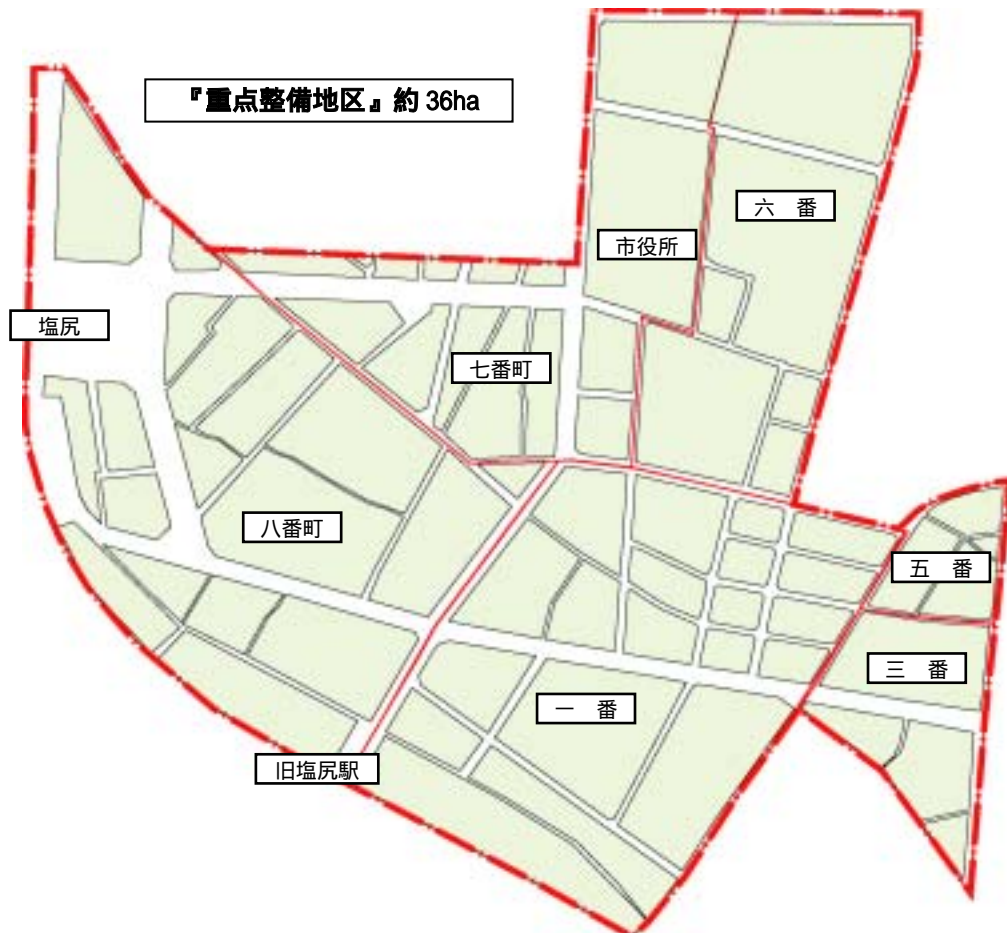 『重点整備地区』約 36ha
六　番
市役所
塩尻
七番町
八番町
五　番
三　番
一　番
旧塩尻駅